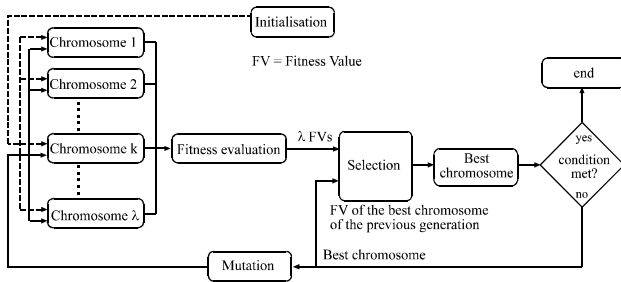 Initialisation
Chromosome 1
FV = Fitness Value
Chromosome 2
end
Chromosome k
Fitness evaluation
λ FVs
Selection
Best
chromosome
yes
condition
met?
no
Chromosome λ
FV of the best chromosome
of the previous generation
Best chromosome
Mutation